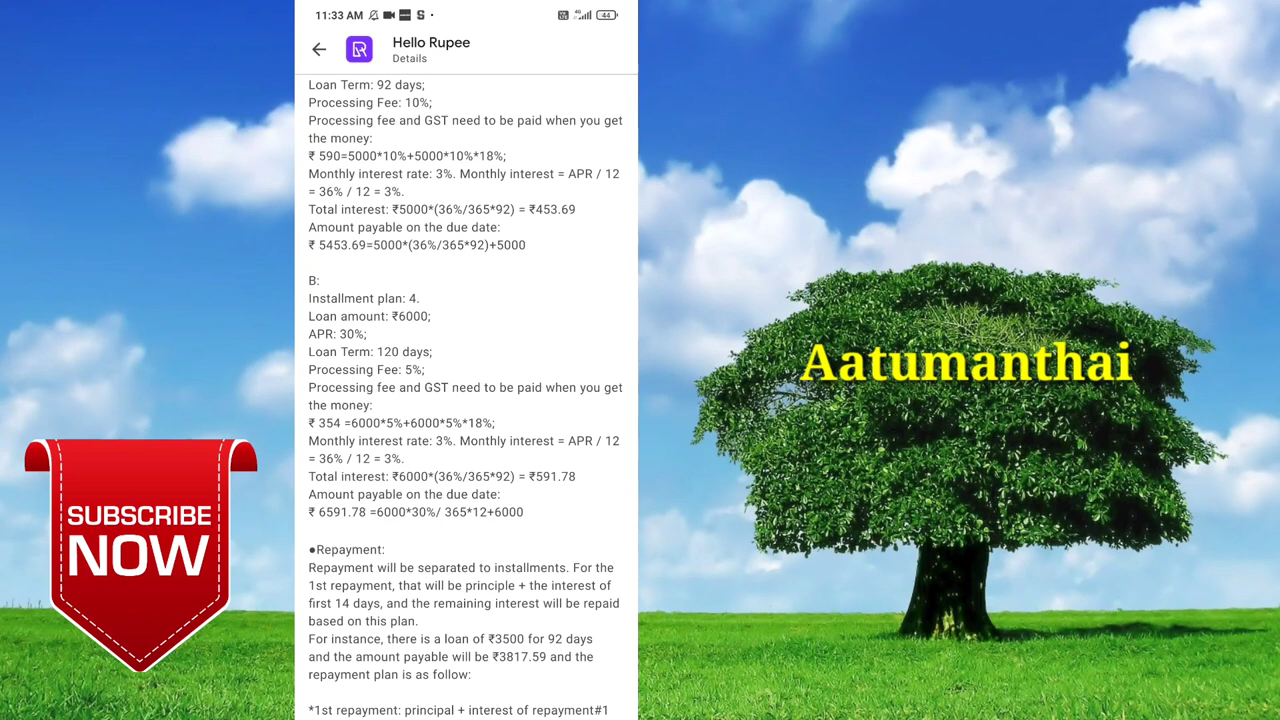 11:33 AM
44
Hello Rupee
Details
Loan Term: 92 days;
Processing Fee: 10%;
Processing fee and GST need to be paid when you get
the money:
₹ 590=5000*10%+5000*10%*18%;
Monthly interest rate: 3%. Monthly interest = APR / 12
= 36% / 12 = 3%.
Total interest: ₹5000*(36%/365*92) = ₹453.69
Amount payable on the due date:
₹ 5453.69=5000*(36%/365*92)+5000
B:
Installment plan: 4.
Loan amount: ₹6000;
APR: 30%;
Loan Term: 120 days;
Processing Fee: 5%;
Processing fee and GST need to be paid when you get
the money:
₹ 354 =6000*5%+6000*5%*18%;
Monthly interest rate: 3%. Monthly interest = APR / 12
= 36% / 12 = 3%.
Total interest: ₹6000*(36%/365*92) = ₹591.78
Amount payable on the due date:
₹ 6591.78 =6000*30%/ 365*12+6000
●Repayment:
Repayment will be separated to installments. For the
1st repayment, that will be principle + the interest of
first 14 days, and the remaining interest will be repaid
based on this plan.
For instance, there is a loan of ₹3500 for 92 days
and the amount payable will be ₹3817.59 and the
repayment plan is as follow:
*1st repayment: principal + interest of repayment#1
SUBSCRIBE
NOW
Aatumanthai